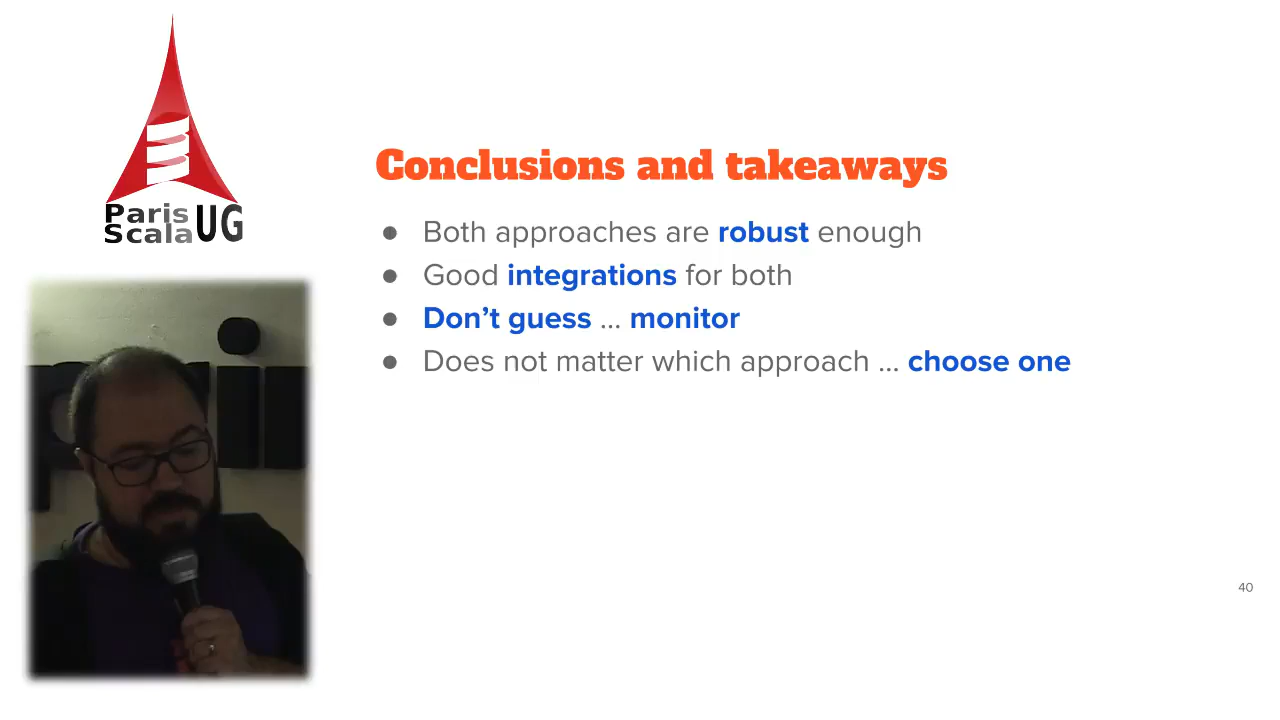 Paris
Scala UG
Conclusions and takeaways
● Both approaches are robust enough
● Good integrations for both
● Don’t guess ... monitor
● Does not matter which approach ... choose one
40